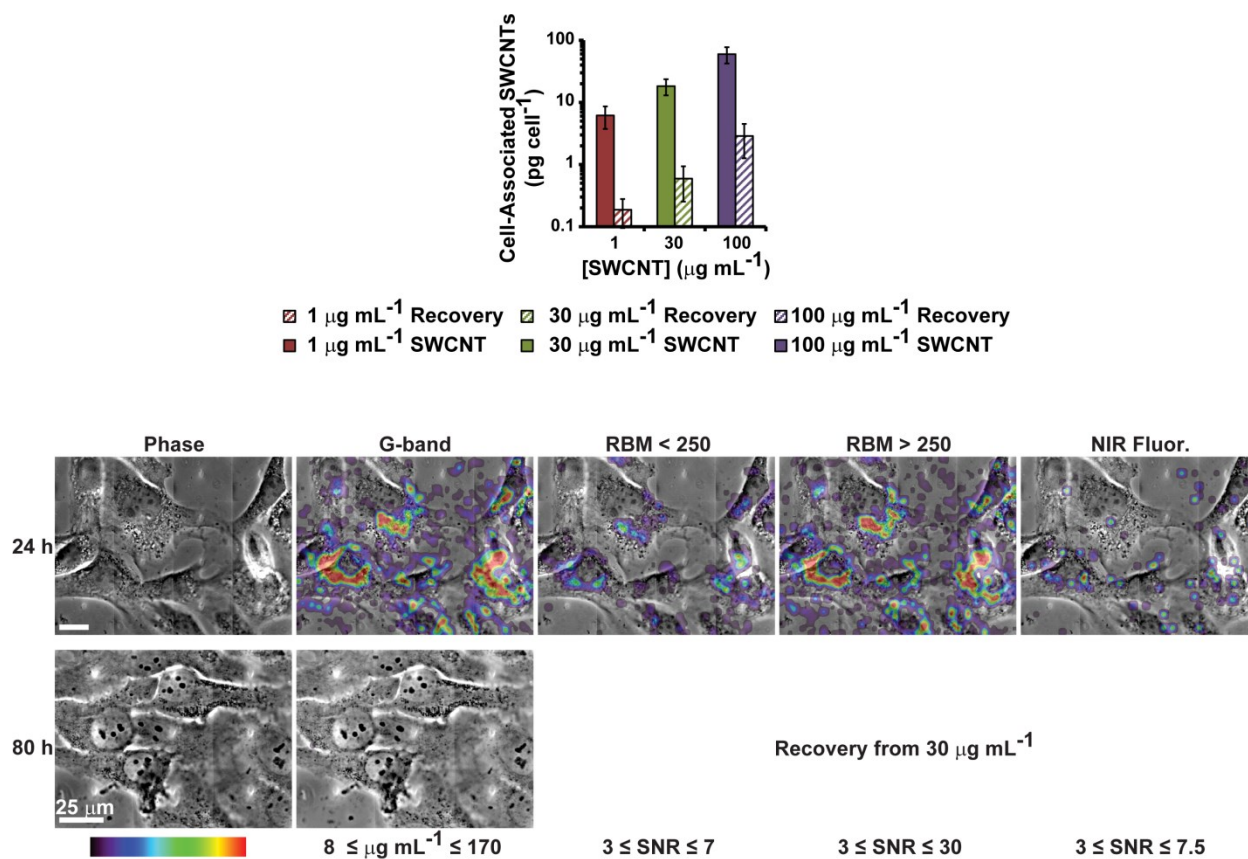 Cell-Associated SWCNTs
(pg cell⁻¹)
100
10
1
0.1
1 30 100
[SWCNT] (μg mL⁻¹)
1 μg mL⁻¹ Recovery 30 μg mL⁻¹ Recovery 100 μg mL⁻¹ Recovery
1 μg mL⁻¹ SWCNT 30 μg mL⁻¹ SWCNT 100 μg mL⁻¹ SWCNT
Phase G-band RBM < 250 RBM > 250 NIR Fluor.
24 h
80 h
Recovery from 30 μg mL⁻¹
25 μm
8 ≤ μg mL⁻¹ ≤ 170 3 ≤ SNR ≤ 7 3 ≤ SNR ≤ 30 3 ≤ SNR ≤ 7.5